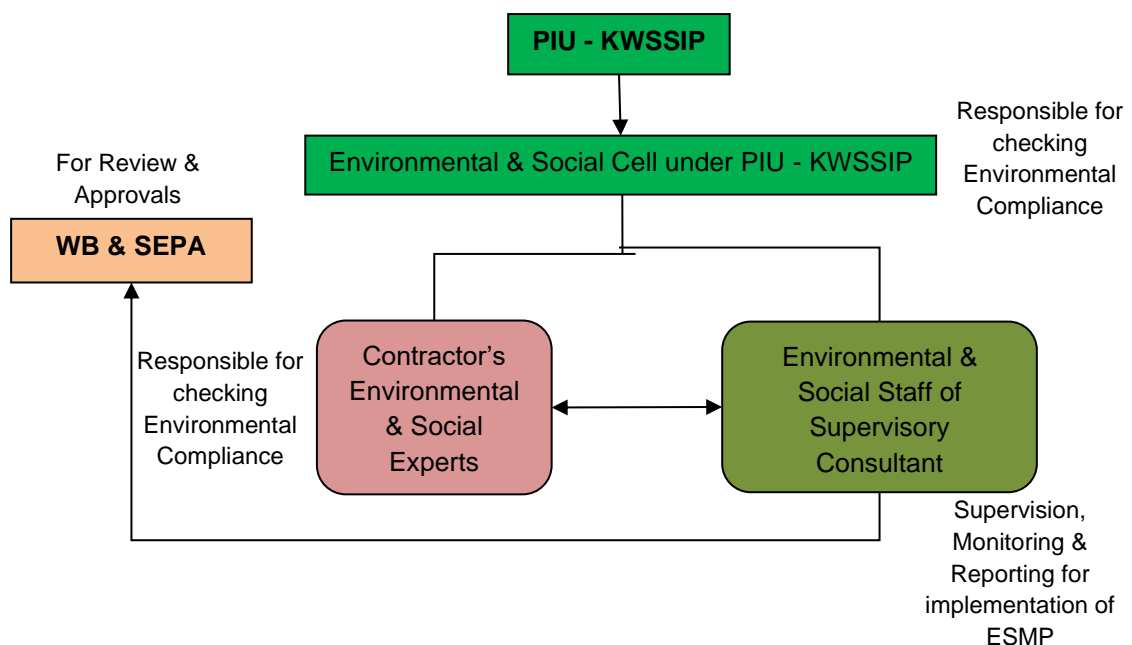 PIU - KWSSIP
Responsible for
checking
Environmental
Compliance
Environmental & Social Cell under PIU - KWSSIP
For Review &
Approvals
WB & SEPA
Responsible for
checking
Environmental
Compliance
Contractor's
Environmental
& Social
Experts
Environmental &
Social Staff of
Supervisory
Consultant
Supervision,
Monitoring &
Reporting for
implementation of
ESMP